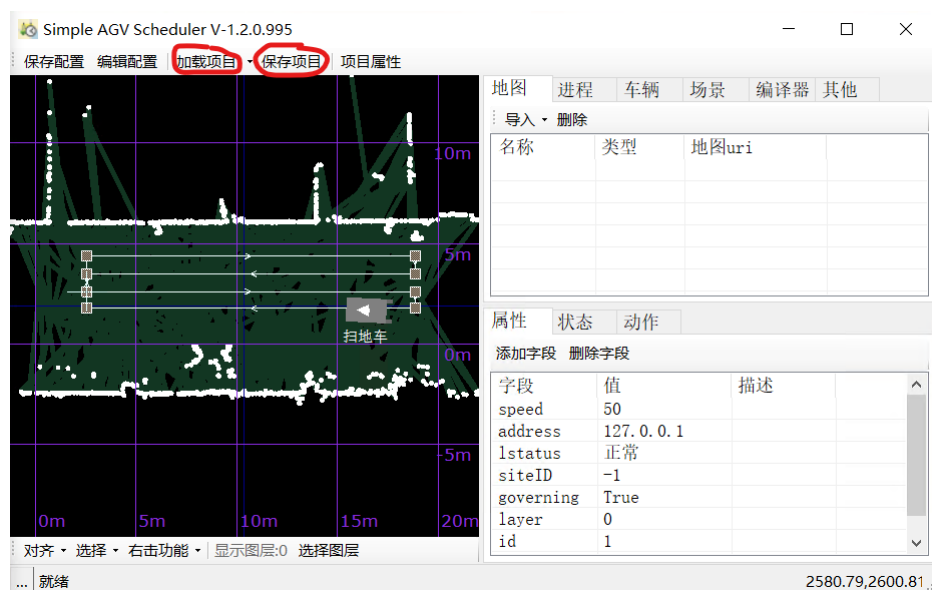 Simple AGV Scheduler V-1.2.0.995
保存配置 编辑配置 加载项目 保存项目 项目属性
10m
5m
扫地车
0m
-5m
0m 5m 10m 15m 20m
对齐 选择 右击功能 显示图层:0 选择图层
地图 进程 车辆 场景 编译器 其他
导入 删除
名称 类型 地图uri
属性 状态 动作
添加字段 删除字段
字段 值 描述
speed 50
address 127.0.0.1
lstatus 正常
siteID -1
governing True
layer 0
id 1
... 就绪 2580.79,2600.81